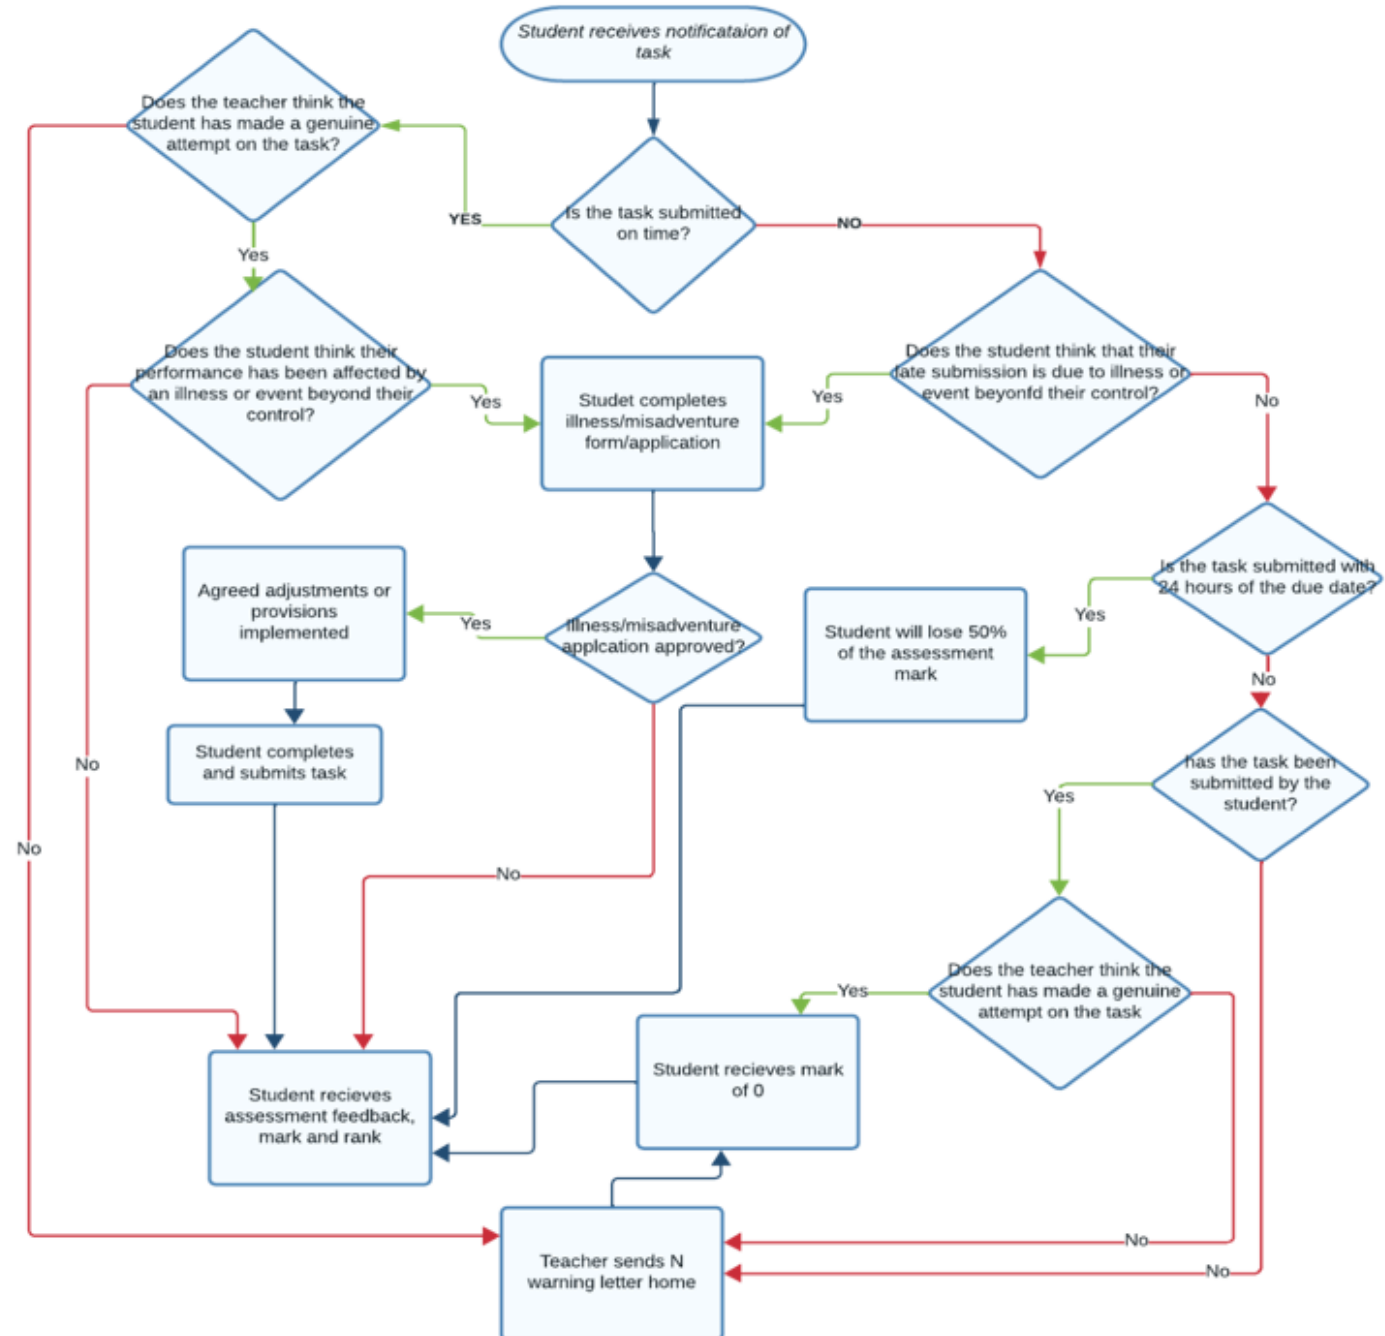 Student receives notificataion of
task
Does the teacher think the
student has made a genuine
attempt on the task?
Is the task submitted
on time?
YES
NO
Yes
Does the student think their
performance has been affected by
an illness or event beyond their
control?
Yes
Studet completes
illness/misadventure
form/application
Yes
Does the student think that their
late submission is due to illness or
event beyonfd their control?
No
Agreed adjustments or
provisions
implemented
Yes
Illness/misadventure
applcation approved?
Student will lose 50%
of the assessment
mark
Yes
Is the task submitted with
24 hours of the due date?
No
Student completes
and submits task
No
has the task been
submitted by the
student?
Yes
No
No
Does the teacher think the
student has made a genuine
attempt on the task
Yes
Student recieves mark
of 0
Student recieves
assessment feedback,
mark and rank
No
No
Teacher sends N
warning letter home